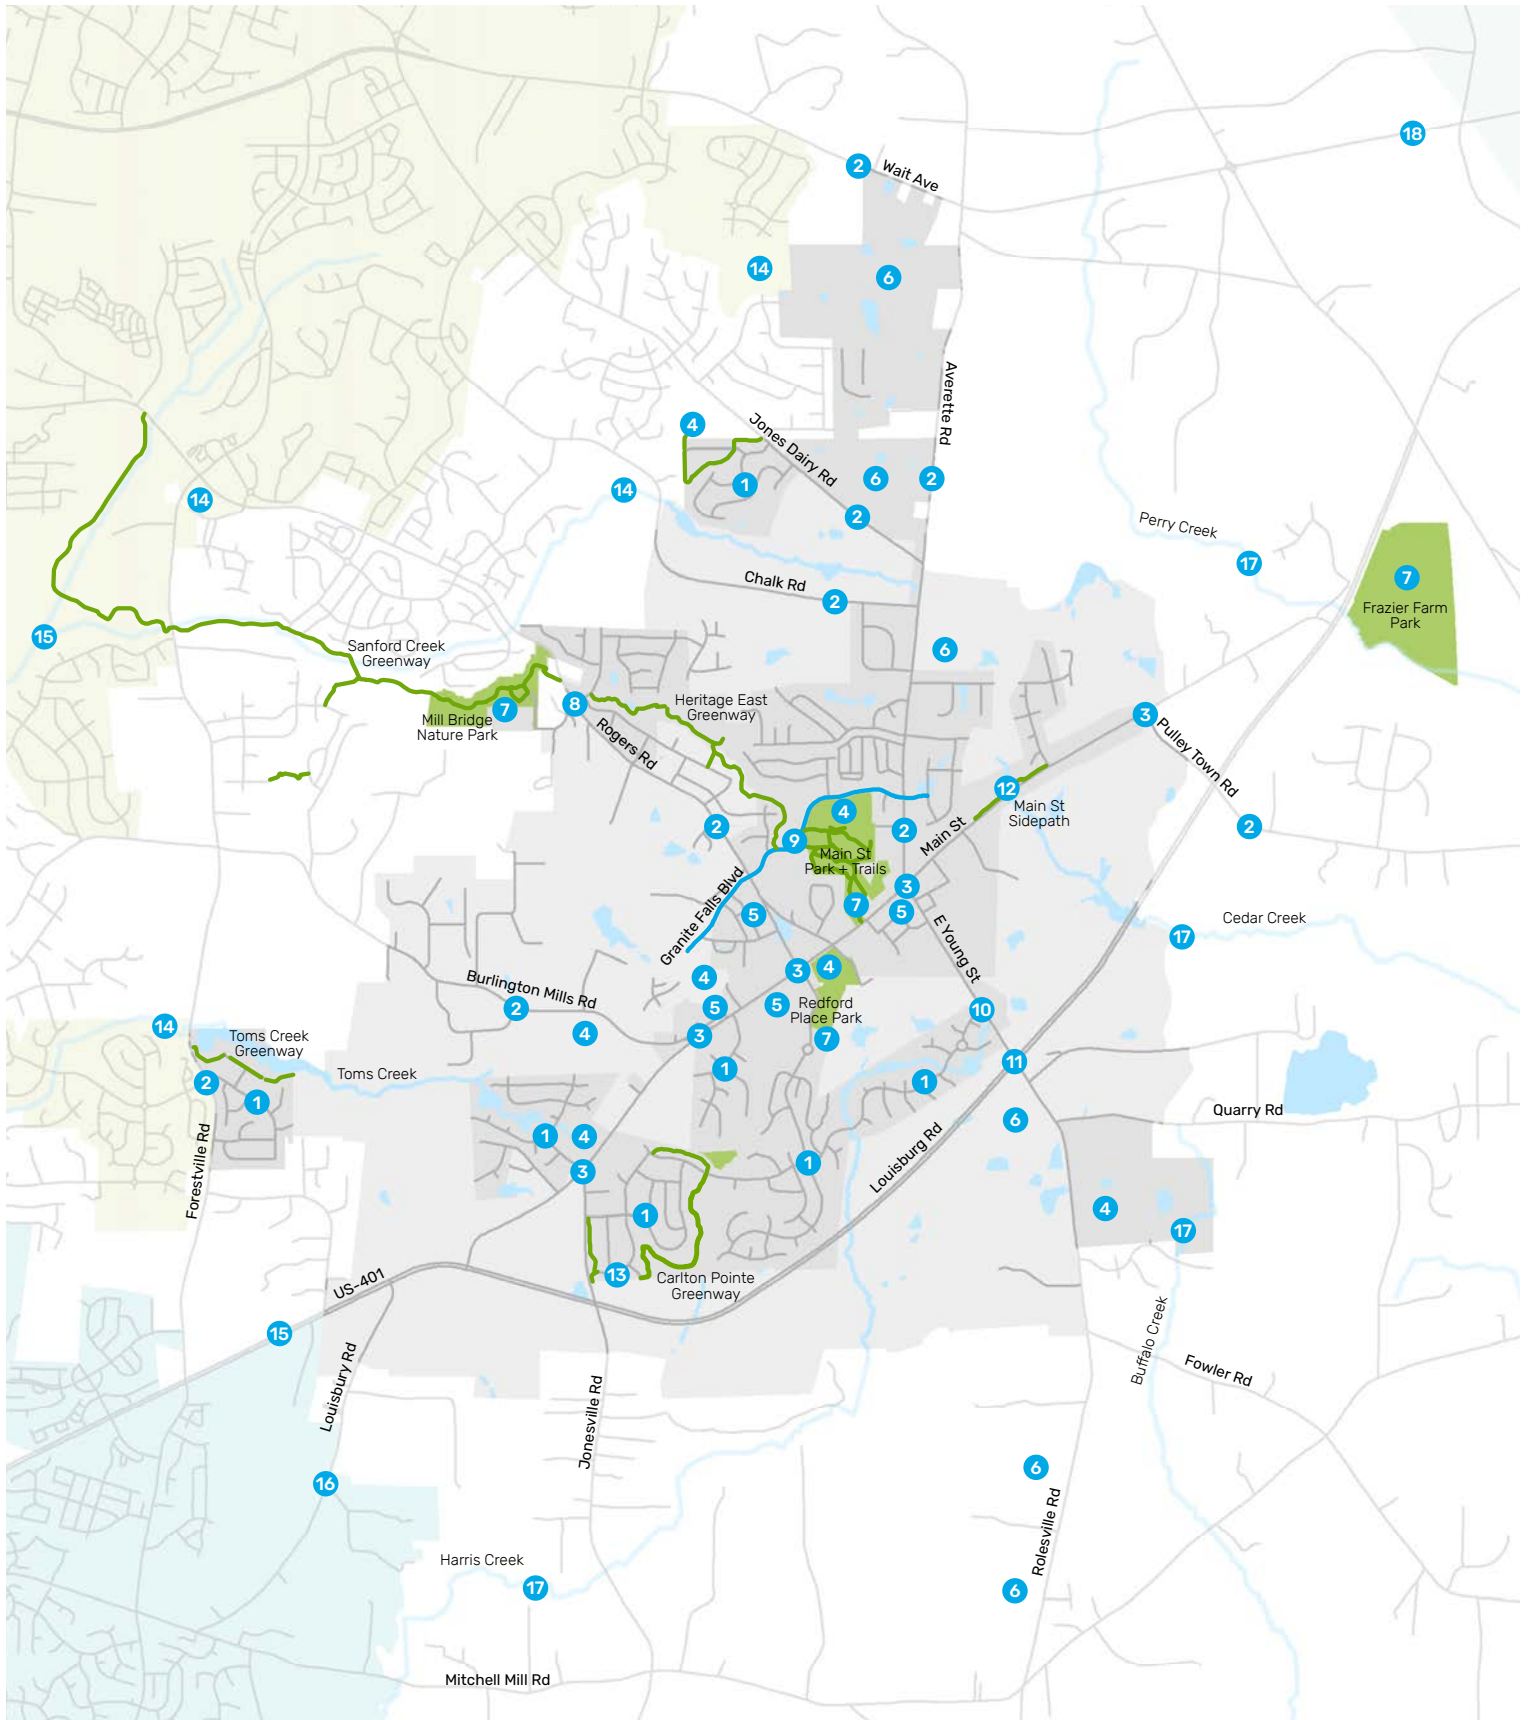 18
2
Wait Ave
14
6
Averette Rd
4
Jones Dairy Rd
1
6
2
14
14
2
Perry Creek
17
7
Frazier Farm
Park
Chalk Rd
2
15
Sanford Creek
Greenway
6
7
Mill Bridge
Nature Park
8
Rogers Rd
Heritage East
Greenway
3
Pulley Town Rd
2
12
Main St
Sidepath
4
2
9
2
Main St
Main St
Park + Trails
3
7
5
5
Granite Falls Blvd
Cedar Creek
17
E Young St
4
3
4
Burlington Mills Rd
2
5
5
Redford
Place Park
10
4
3
7
14
Toms Creek
Greenway
11
Toms Creek
1
1
2
1
Quarry Rd
6
Forestville Rd
1
4
3
1
Louisburg Rd
4
1
17
13
Carlton Pointe
Greenway
US-401
15
Louisbury Rd
Jonesville Rd
Buffalo Creek
Fowler Rd
16
6
Rolesville Rd
Harris Creek
17
6
Mitchell Mill Rd